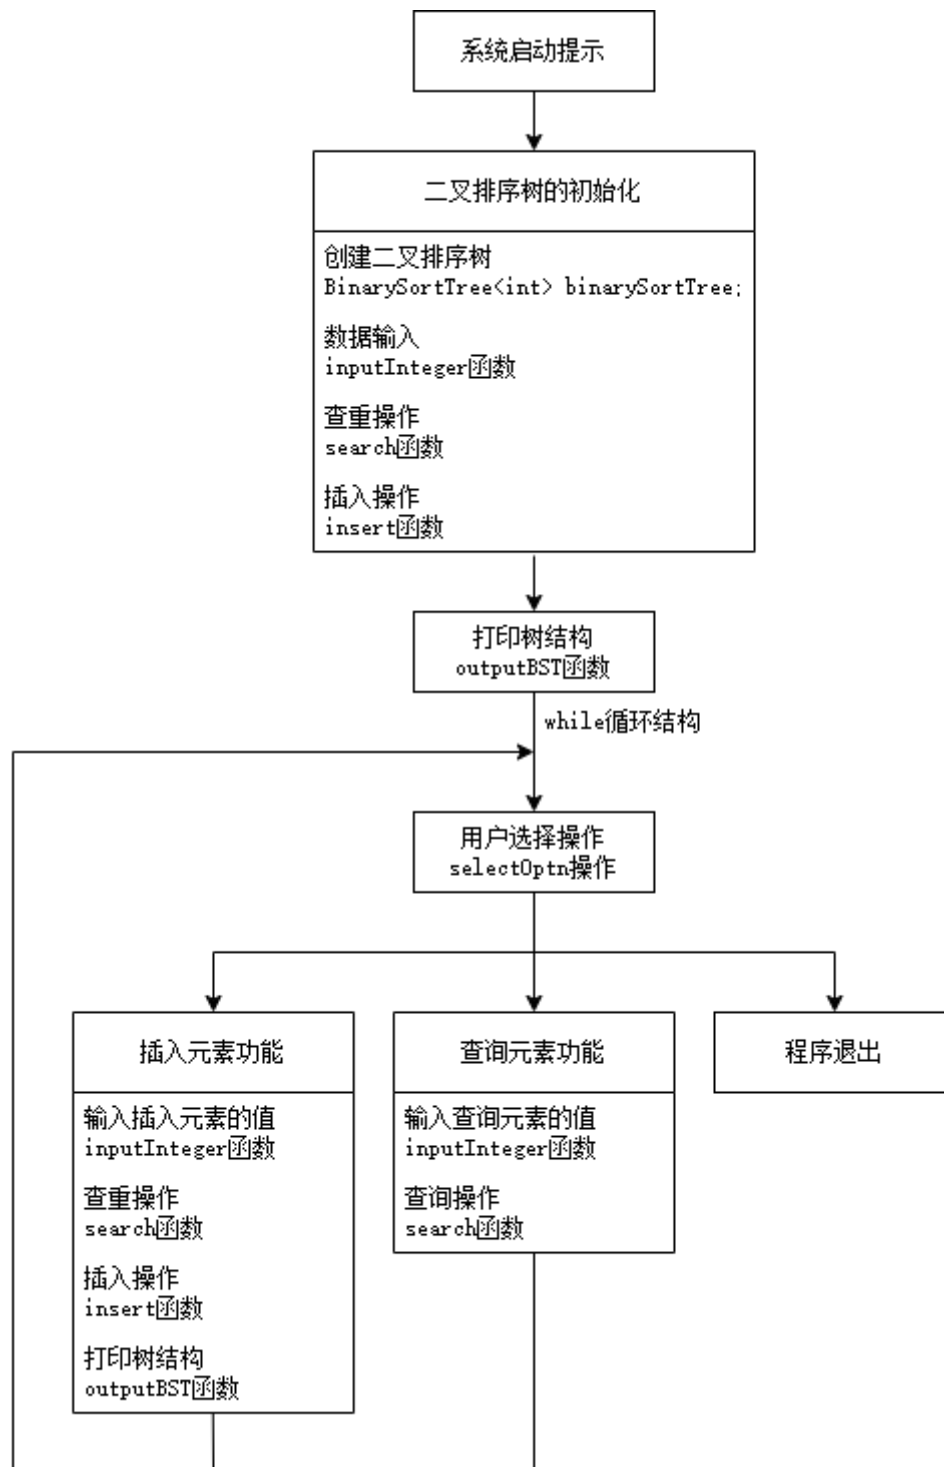 系统启动提示
二叉排序树的初始化
创建二叉排序树
BinarySortTree<int> binarySortTree;
数据输入
inputInteger函数
查重操作
search函数
插入操作
insert函数
打印树结构
outputBST函数
while循环结构
用户选择操作
selectOptn操作
插入元素功能
输入插入元素的值
inputInteger函数
查重操作
search函数
插入操作
insert函数
打印树结构
outputBST函数
查询元素功能
输入查询元素的值
inputInteger函数
查询操作
search函数
程序退出